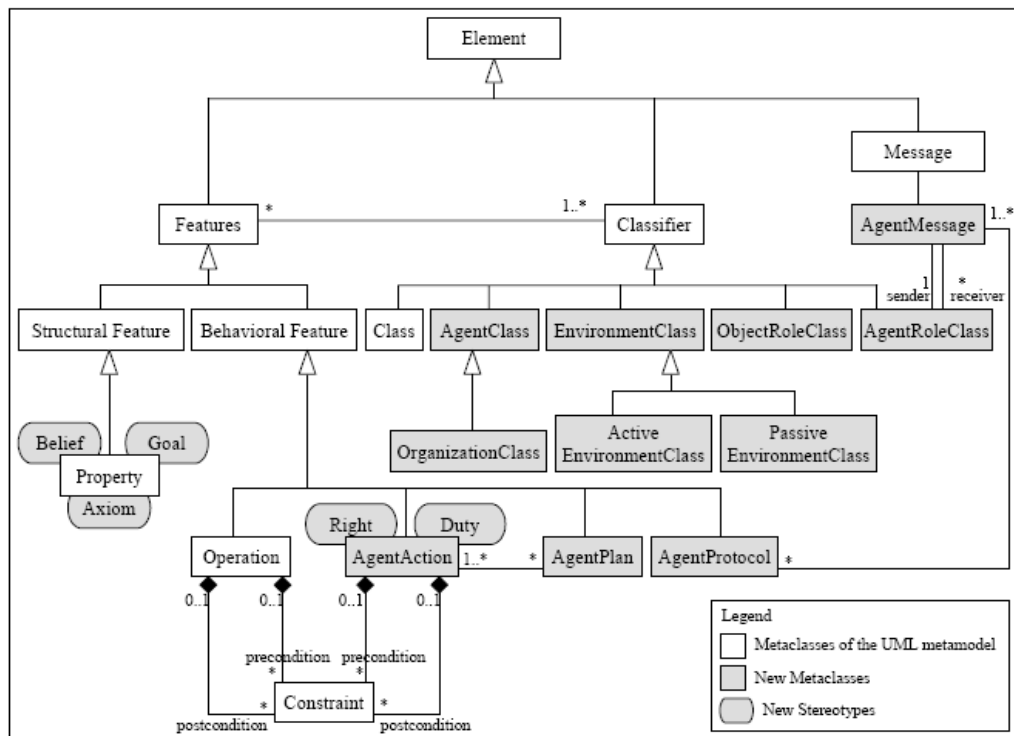 Element
Message
Features
*
1..*
Classifier
AgentMessage
1..*
1
*
sender
receiver
Structural Feature
Behavioral Feature
Class
AgentClass
EnvironmentClass
ObjectRoleClass
AgentRoleClass
Belief
Goal
Property
Axiom
OrganizationClass
Active
EnvironmentClass
Passive
EnvironmentClass
Right
Duty
Operation
AgentAction
1..*
*
AgentPlan
AgentProtocol
*
0..1
0..1
0..1
0..1
precondition
precondition
*
*
Constraint
*
*
postcondition
postcondition
Legend
Metaclasses of the UML metamodel
New Metaclasses
New Stereotypes